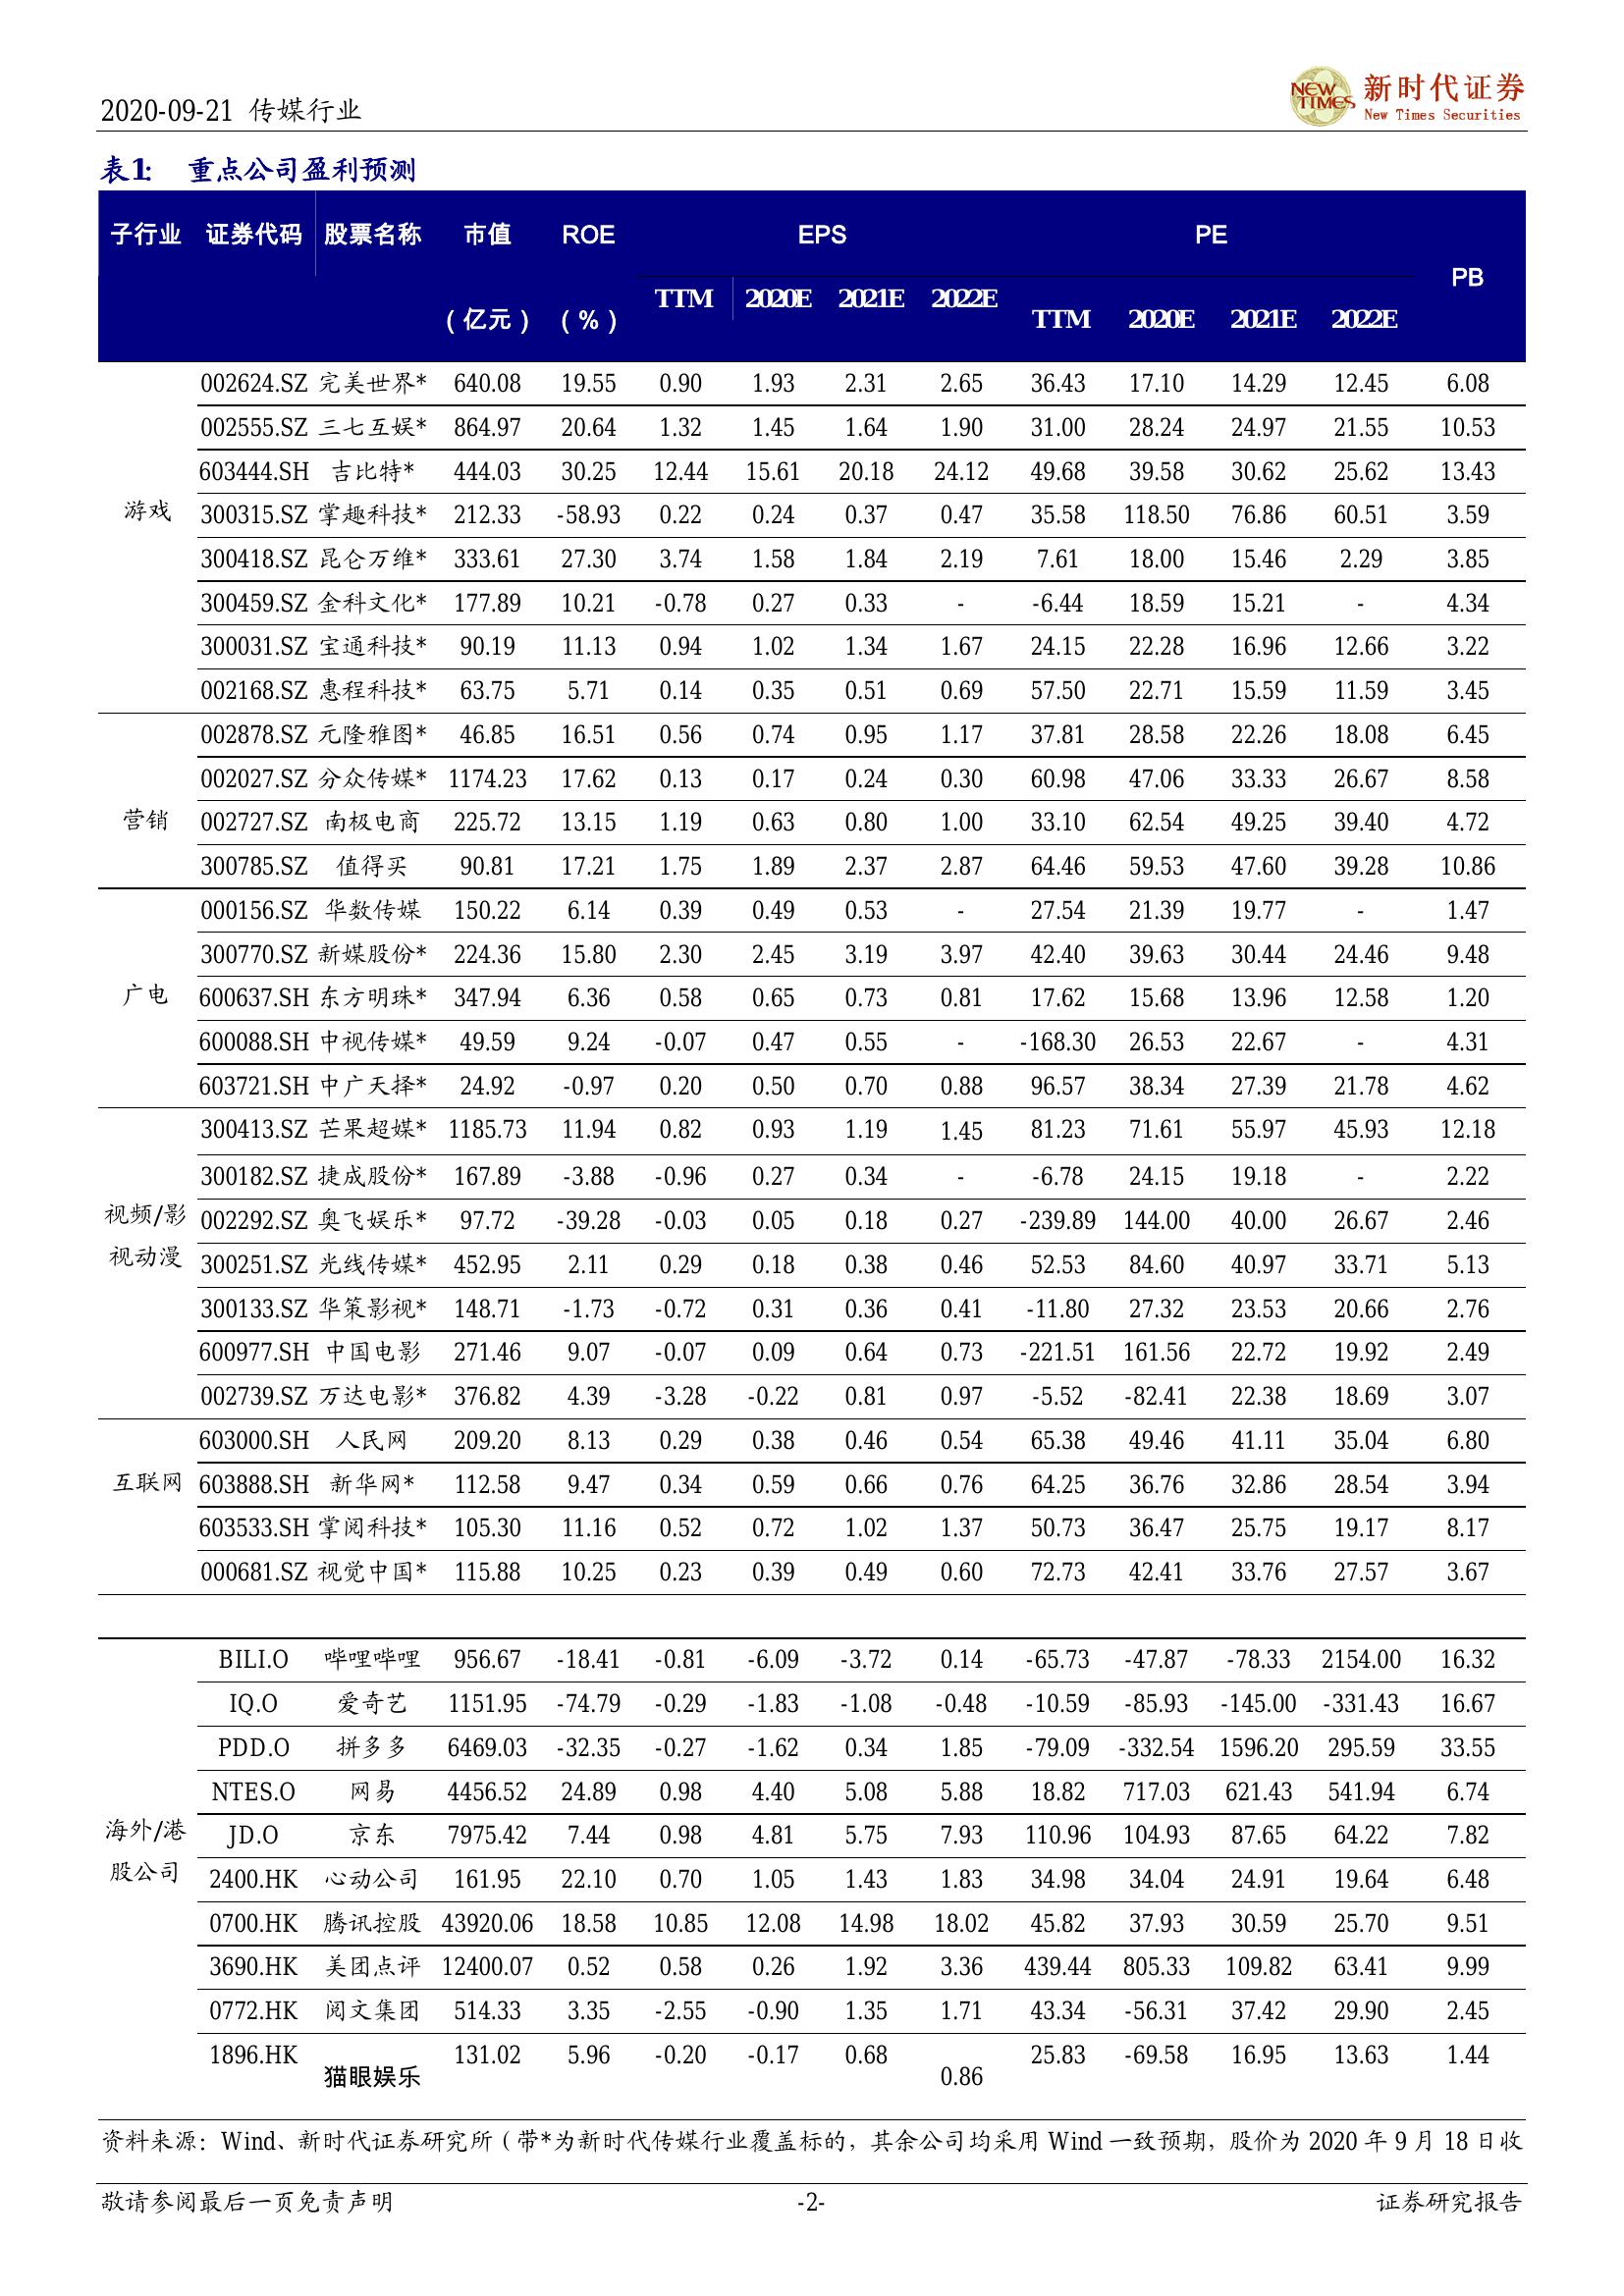 2020-09-21 传媒行业
NEW TIMES 新时代证券
New Times Securities
表1: 重点公司盈利预测
子行业 证券代码 股票名称 市值 ROE EPS PE PB
(亿元) (%) TTM 2020E 2021E 2022E TTM 2020E 2021E 2022E
游戏
002624.SZ 完美世界* 640.08 19.55 0.90 1.93 2.31 2.65 36.43 17.10 14.29 12.45 6.08
002555.SZ 三七互娱* 864.97 20.64 1.32 1.45 1.64 1.90 31.00 28.24 24.97 21.55 10.53
603444.SH 吉比特* 444.03 30.25 12.44 15.61 20.18 24.12 49.68 39.58 30.62 25.62 13.43
300315.SZ 掌趣科技* 212.33 -58.93 0.22 0.24 0.37 0.47 35.58 118.50 76.86 60.51 3.59
300418.SZ 昆仑万维* 333.61 27.30 3.74 1.58 1.84 2.19 7.61 18.00 15.46 2.29 3.85
300459.SZ 金科文化* 177.89 10.21 -0.78 0.27 0.33 - -6.44 18.59 15.21 - 4.34
300031.SZ 宝通科技* 90.19 11.13 0.94 1.02 1.34 1.67 24.15 22.28 16.96 12.66 3.22
002168.SZ 惠程科技* 63.75 5.71 0.14 0.35 0.51 0.69 57.50 22.71 15.59 11.59 3.45
营销
002878.SZ 元隆雅图* 46.85 16.51 0.56 0.74 0.95 1.17 37.81 28.58 22.26 18.08 6.45
002027.SZ 分众传媒* 1174.23 17.62 0.13 0.17 0.24 0.30 60.98 47.06 33.33 26.67 8.58
002727.SZ 南极电商 225.72 13.15 1.19 0.63 0.80 1.00 33.10 62.54 49.25 39.40 4.72
300785.SZ 值得买 90.81 17.21 1.75 1.89 2.37 2.87 64.46 59.53 47.60 39.28 10.86
广电
000156.SZ 华数传媒 150.22 6.14 0.39 0.49 0.53 - 27.54 21.39 19.77 - 1.47
300770.SZ 新媒股份* 224.36 15.80 2.30 2.45 3.19 3.97 42.40 39.63 30.44 24.46 9.48
600637.SH 东方明珠* 347.94 6.36 0.58 0.65 0.73 0.81 17.62 15.68 13.96 12.58 1.20
600088.SH 中视传媒* 49.59 9.24 -0.07 0.47 0.55 - -168.30 26.53 22.67 - 4.31
603721.SH 中广天择* 24.92 -0.97 0.20 0.50 0.70 0.88 96.57 38.34 27.39 21.78 4.62
视频/影
视动漫
300413.SZ 芒果超媒* 1185.73 11.94 0.82 0.93 1.19 1.45 81.23 71.61 55.97 45.93 12.18
300182.SZ 捷成股份* 167.89 -3.88 -0.96 0.27 0.34 - -6.78 24.15 19.18 - 2.22
002292.SZ 奥飞娱乐* 97.72 -39.28 -0.03 0.05 0.18 0.27 -239.89 144.00 40.00 26.67 2.46
300251.SZ 光线传媒* 452.95 2.11 0.29 0.18 0.38 0.46 52.53 84.60 40.97 33.71 5.13
300133.SZ 华策影视* 148.71 -1.73 -0.72 0.31 0.36 0.41 -11.80 27.32 23.53 20.66 2.76
600977.SH 中国电影 271.46 9.07 -0.07 0.09 0.64 0.73 -221.51 161.56 22.72 19.92 2.49
002739.SZ 万达电影* 376.82 4.39 -3.28 -0.22 0.81 0.97 -5.52 -82.41 22.38 18.69 3.07
互联网
603000.SH 人民网 209.20 8.13 0.29 0.38 0.46 0.54 65.38 49.46 41.11 35.04 6.80
603888.SH 新华网* 112.58 9.47 0.34 0.59 0.66 0.76 64.25 36.76 32.86 28.54 3.94
603533.SH 掌阅科技* 105.30 11.16 0.52 0.72 1.02 1.37 50.73 36.47 25.75 19.17 8.17
000681.SZ 视觉中国* 115.88 10.25 0.23 0.39 0.49 0.60 72.73 42.41 33.76 27.57 3.67
海外/港
股公司
BILI.O 哔哩哔哩 956.67 -18.41 -0.81 -6.09 -3.72 0.14 -65.73 -47.87 -78.33 2154.00 16.32
IQ.O 爱奇艺 1151.95 -74.79 -0.29 -1.83 -1.08 -0.48 -10.59 -85.93 -145.00 -331.43 16.67
PDD.O 拼多多 6469.03 -32.35 -0.27 -1.62 0.34 1.85 -79.09 -332.54 1596.20 295.59 33.55
NTES.O 网易 4456.52 24.89 0.98 4.40 5.08 5.88 18.82 717.03 621.43 541.94 6.74
JD.O 京东 7975.42 7.44 0.98 4.81 5.75 7.93 110.96 104.93 87.65 64.22 7.82
2400.HK 心动公司 161.95 22.10 0.70 1.05 1.43 1.83 34.98 34.04 24.91 19.64 6.48
0700.HK 腾讯控股 43920.06 18.58 10.85 12.08 14.98 18.02 45.82 37.93 30.59 25.70 9.51
3690.HK 美团点评 12400.07 0.52 0.58 0.26 1.92 3.36 439.44 805.33 109.82 63.41 9.99
0772.HK 阅文集团 514.33 3.35 -2.55 -0.90 1.35 1.71 43.34 -56.31 37.42 29.90 2.45
1896.HK 猫眼娱乐 131.02 5.96 -0.20 -0.17 0.68 0.86 25.83 -69.58 16.95 13.63 1.44
资料来源：Wind、新时代证券研究所（带*为新时代传媒行业覆盖标的，其余公司均采用 Wind 一致预期，股价为 2020 年 9 月 18 日收
敬请参阅最后一页免责声明 -2- 证券研究报告